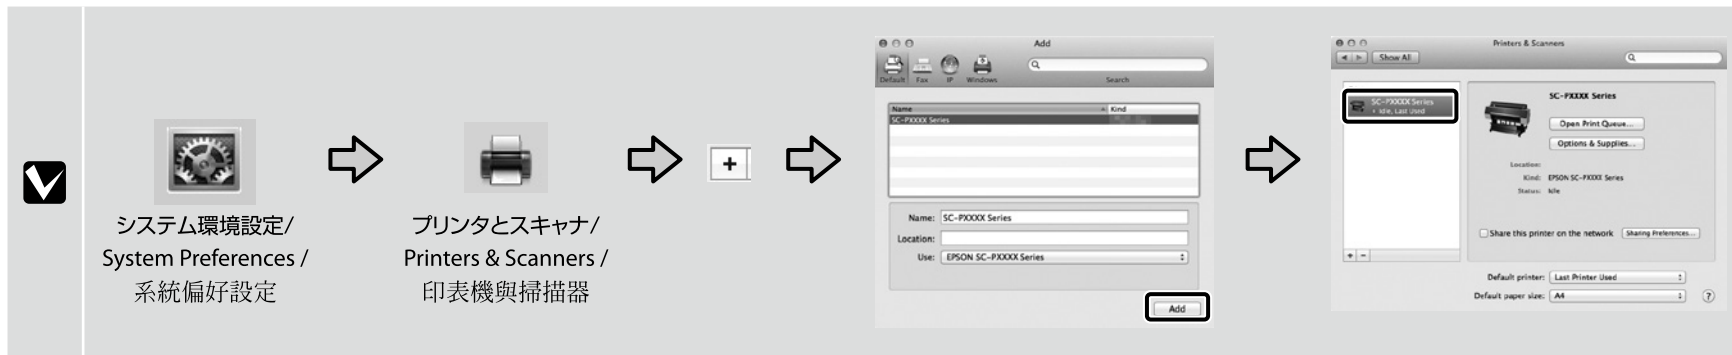 システム環境設定/
System Preferences /
系統偏好設定
プリンタとスキャナ/
Printers & Scanners /
印表機與掃描器
+
Add
Default Fax IP Windows
Search
Name Kind
SC-PXXXX Series
Name: SC-PXXXX Series
Location:
Use: EPSON SC-PXXXX Series
Add
Printers & Scanners
Show All
SC-PXXXX Series
• Idle, Last Used
+ −
SC-PXXXX Series
Open Print Queue...
Options & Supplies...
Location:
Kind: EPSON SC-PXXXX Series
Status: Idle
Share this printer on the network Sharing Preferences...
Default printer: Last Printer Used
Default paper size: A4
?